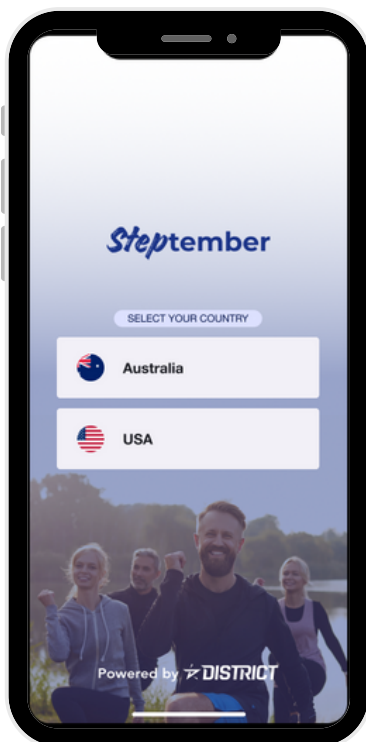 Steptember
SELECT YOUR COUNTRY
Australia
USA
Powered by DISTRICT